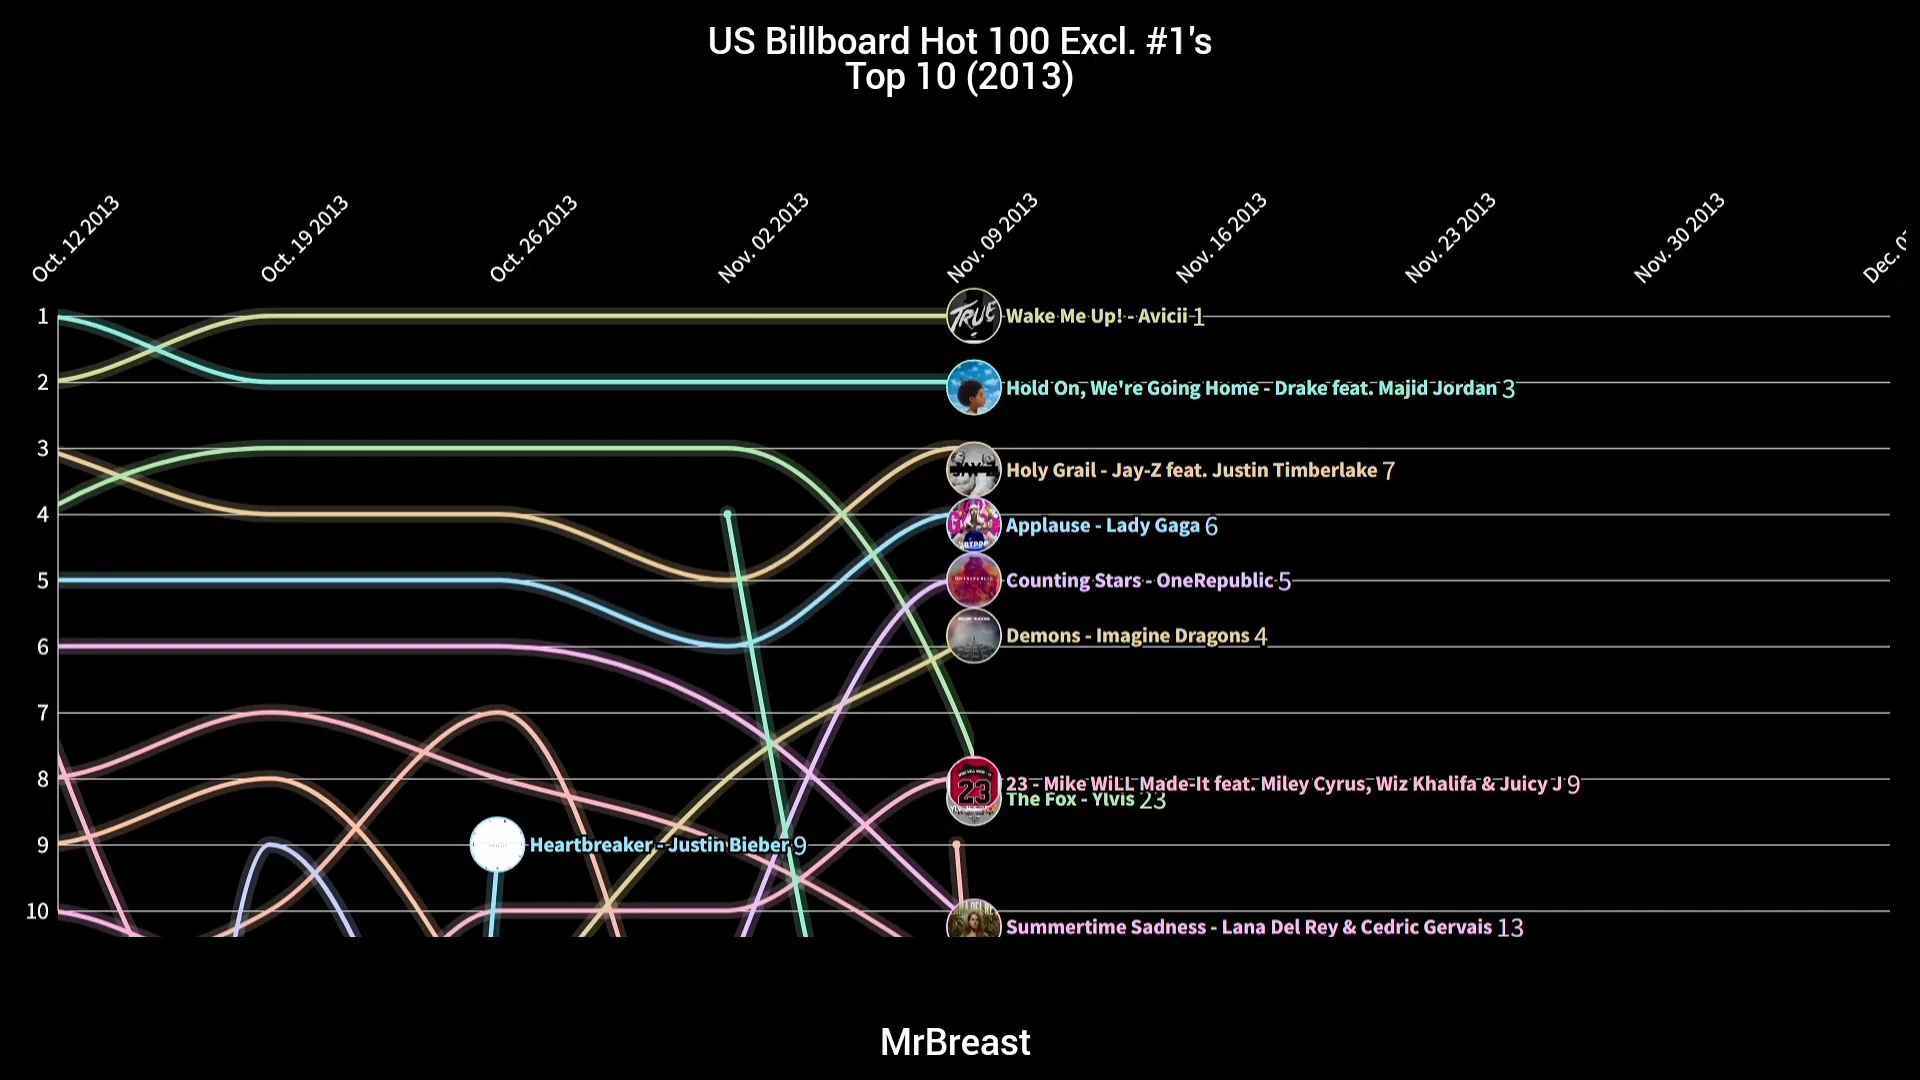 US Billboard Hot 100 Excl. #1's
Top 10 (2013)
Oct. 12 2013
Oct. 19 2013
Oct. 26 2013
Nov. 02 2013
Nov. 09 2013
Nov. 16 2013
Nov. 23 2013
Nov. 30 2013
Dec.
1
TRUE
Wake Me Up! - Avicii 1
2
Hold On, We're Going Home - Drake feat. Majid Jordan 3
3
Holy Grail - Jay-Z feat. Justin Timberlake 7
4
Applause - Lady Gaga 6
5
Counting Stars - OneRepublic 5
6
Demons - Imagine Dragons 4
7
8
23
23 - Mike WiLL Made-It feat. Miley Cyrus, Wiz Khalifa & Juicy J 9
The Fox - Ylvis 23
9
Heartbreaker - Justin Bieber 9
10
Summertime Sadness - Lana Del Rey & Cedric Gervais 13
MrBreast